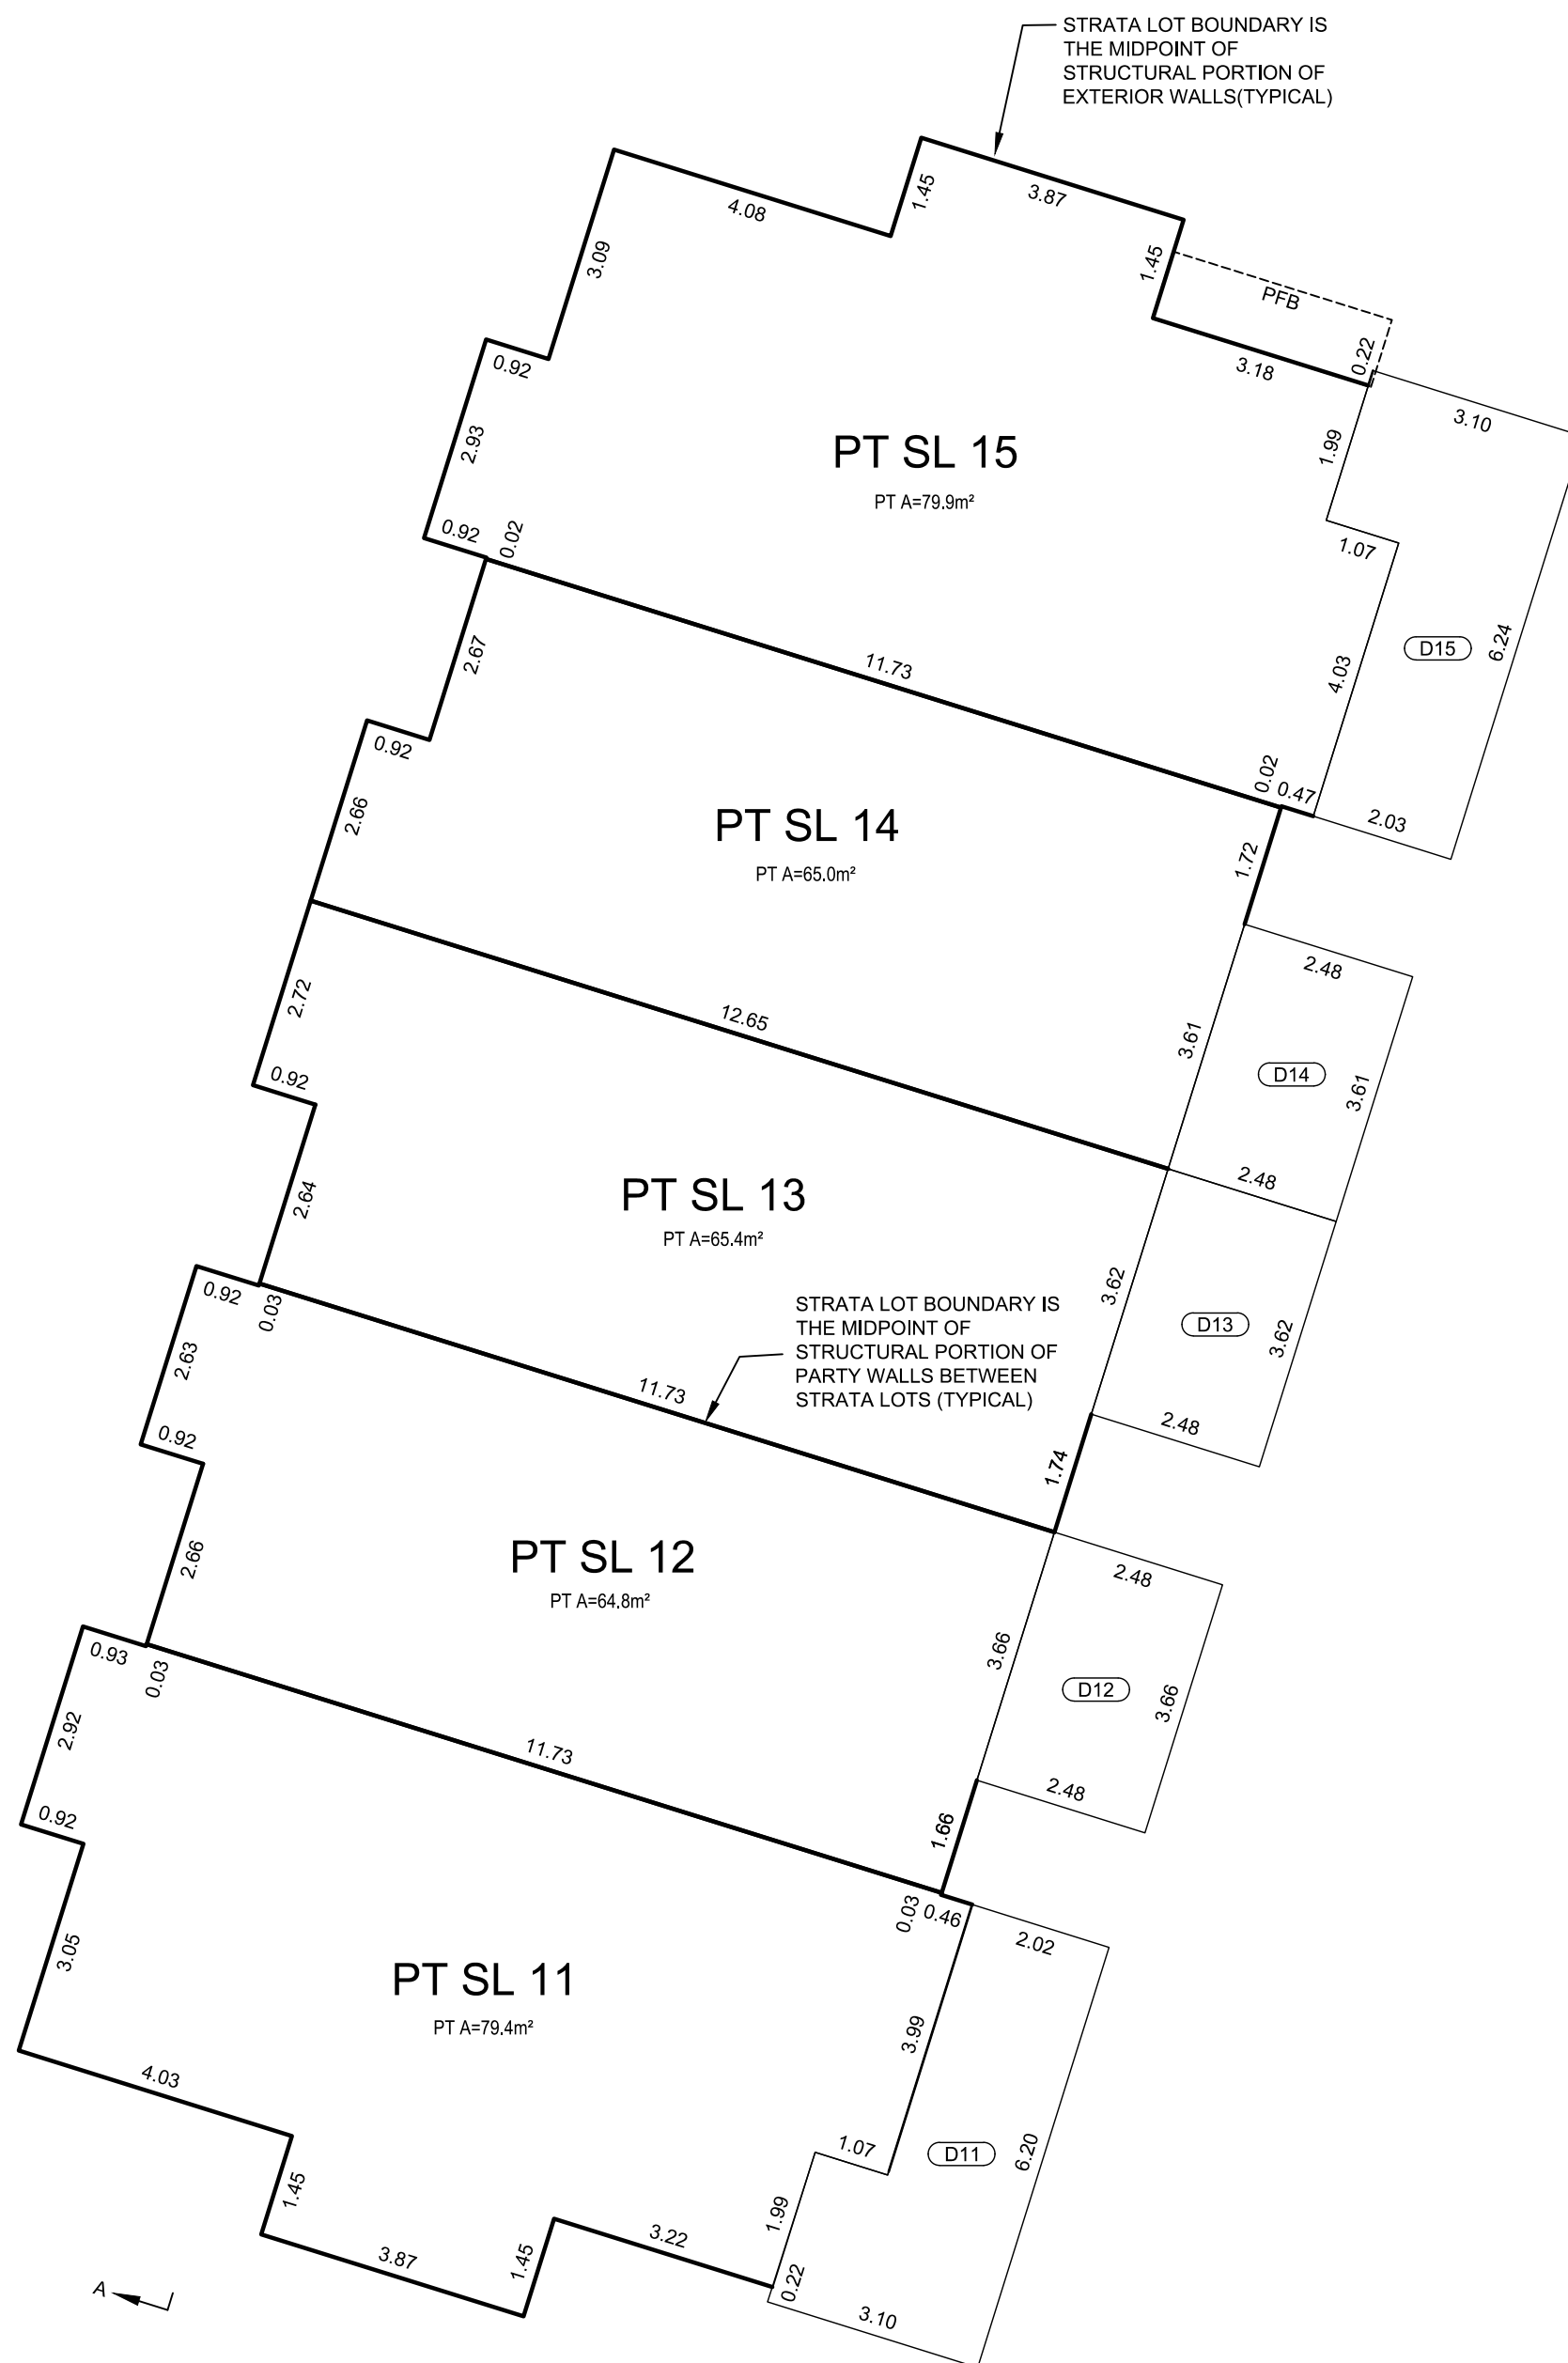 STRATA LOT BOUNDARY IS
THE MIDPOINT OF
STRUCTURAL PORTION OF
EXTERIOR WALLS(TYPICAL)
1.45
3.87
4.08
3.09
1.45
PFB
0.22
3.18
0.92
3.10
2.93
1.99
PT SL 15
PT A=79.9m²
0.92
0.02
1.07
2.67
11.73
4.03
D15
6.24
0.92
0.02
0.47
2.03
2.66
PT SL 14
PT A=65.0m²
1.72
2.48
2.72
12.65
3.61
D14
3.61
0.92
2.48
2.64
PT SL 13
PT A=65.4m²
0.92
0.03
3.62
D13
3.62
STRATA LOT BOUNDARY IS
THE MIDPOINT OF
STRUCTURAL PORTION OF
PARTY WALLS BETWEEN
STRATA LOTS (TYPICAL)
2.63
11.73
2.48
0.92
1.74
2.66
PT SL 12
PT A=64.8m²
2.48
0.93
0.03
3.66
D12
3.66
2.92
11.73
2.48
0.92
1.66
0.03
0.46
2.02
3.05
PT SL 11
PT A=79.4m²
3.99
4.03
1.07
D11
6.20
1.45
1.99
3.87
1.45
3.22
0.22
A
3.10